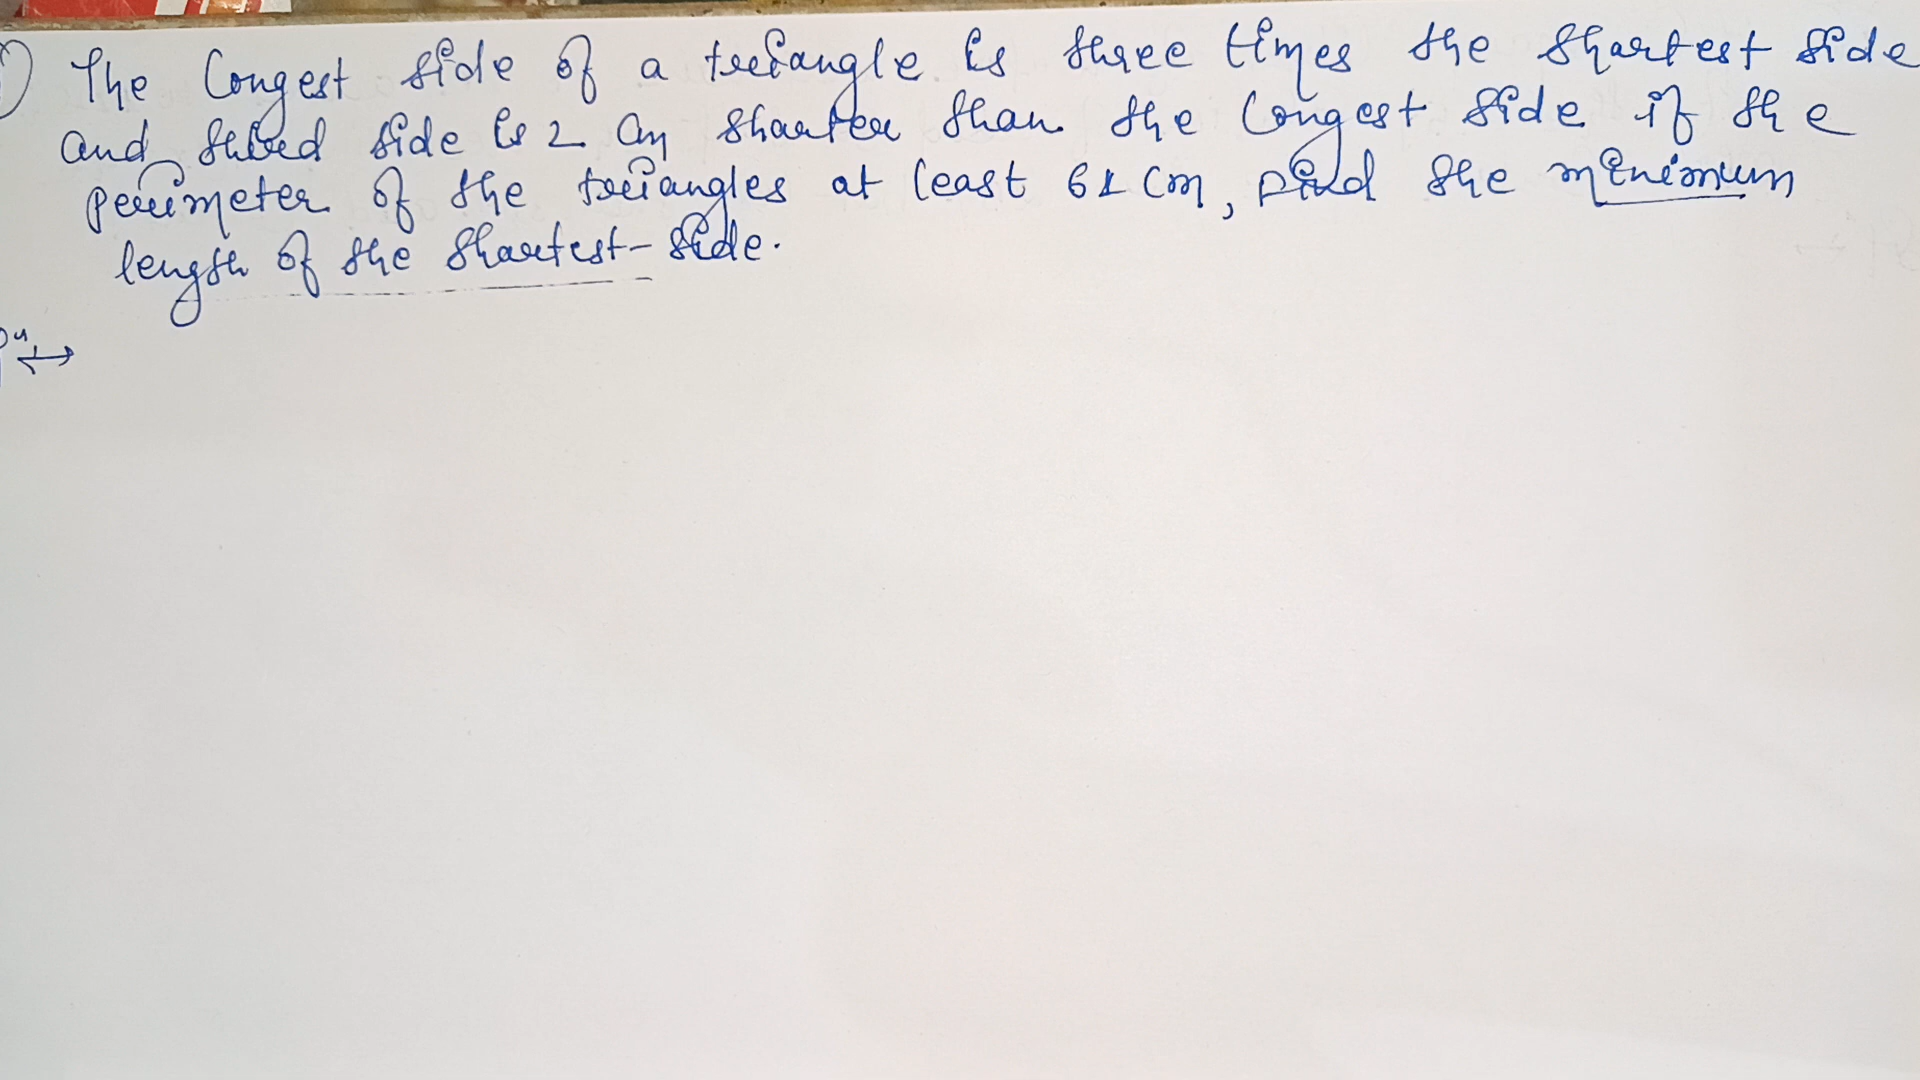 The longest side of a triangle is three times the shortest side
and third side is 2 cm shorter than the longest side if the
perimeter of the triangles at least 61 cm, find the minimum
length of the shortest side.